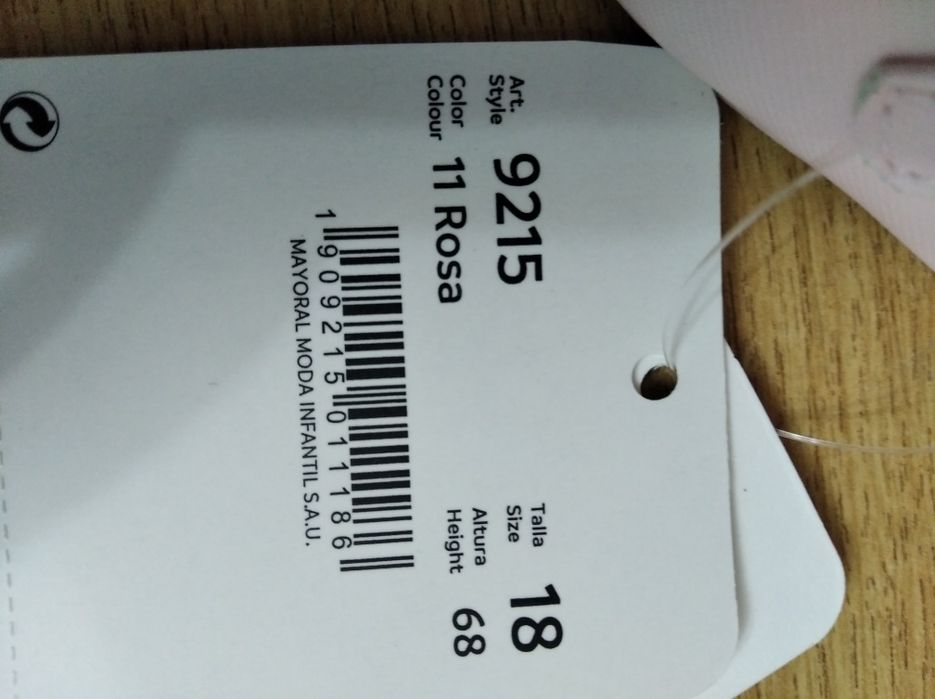 Art.
Style 9215
Color
Colour 11 Rosa
Talla
Size 18
Altura
Height 68
1 909215 011186
MAYORAL MODA INFANTIL S.A.U.